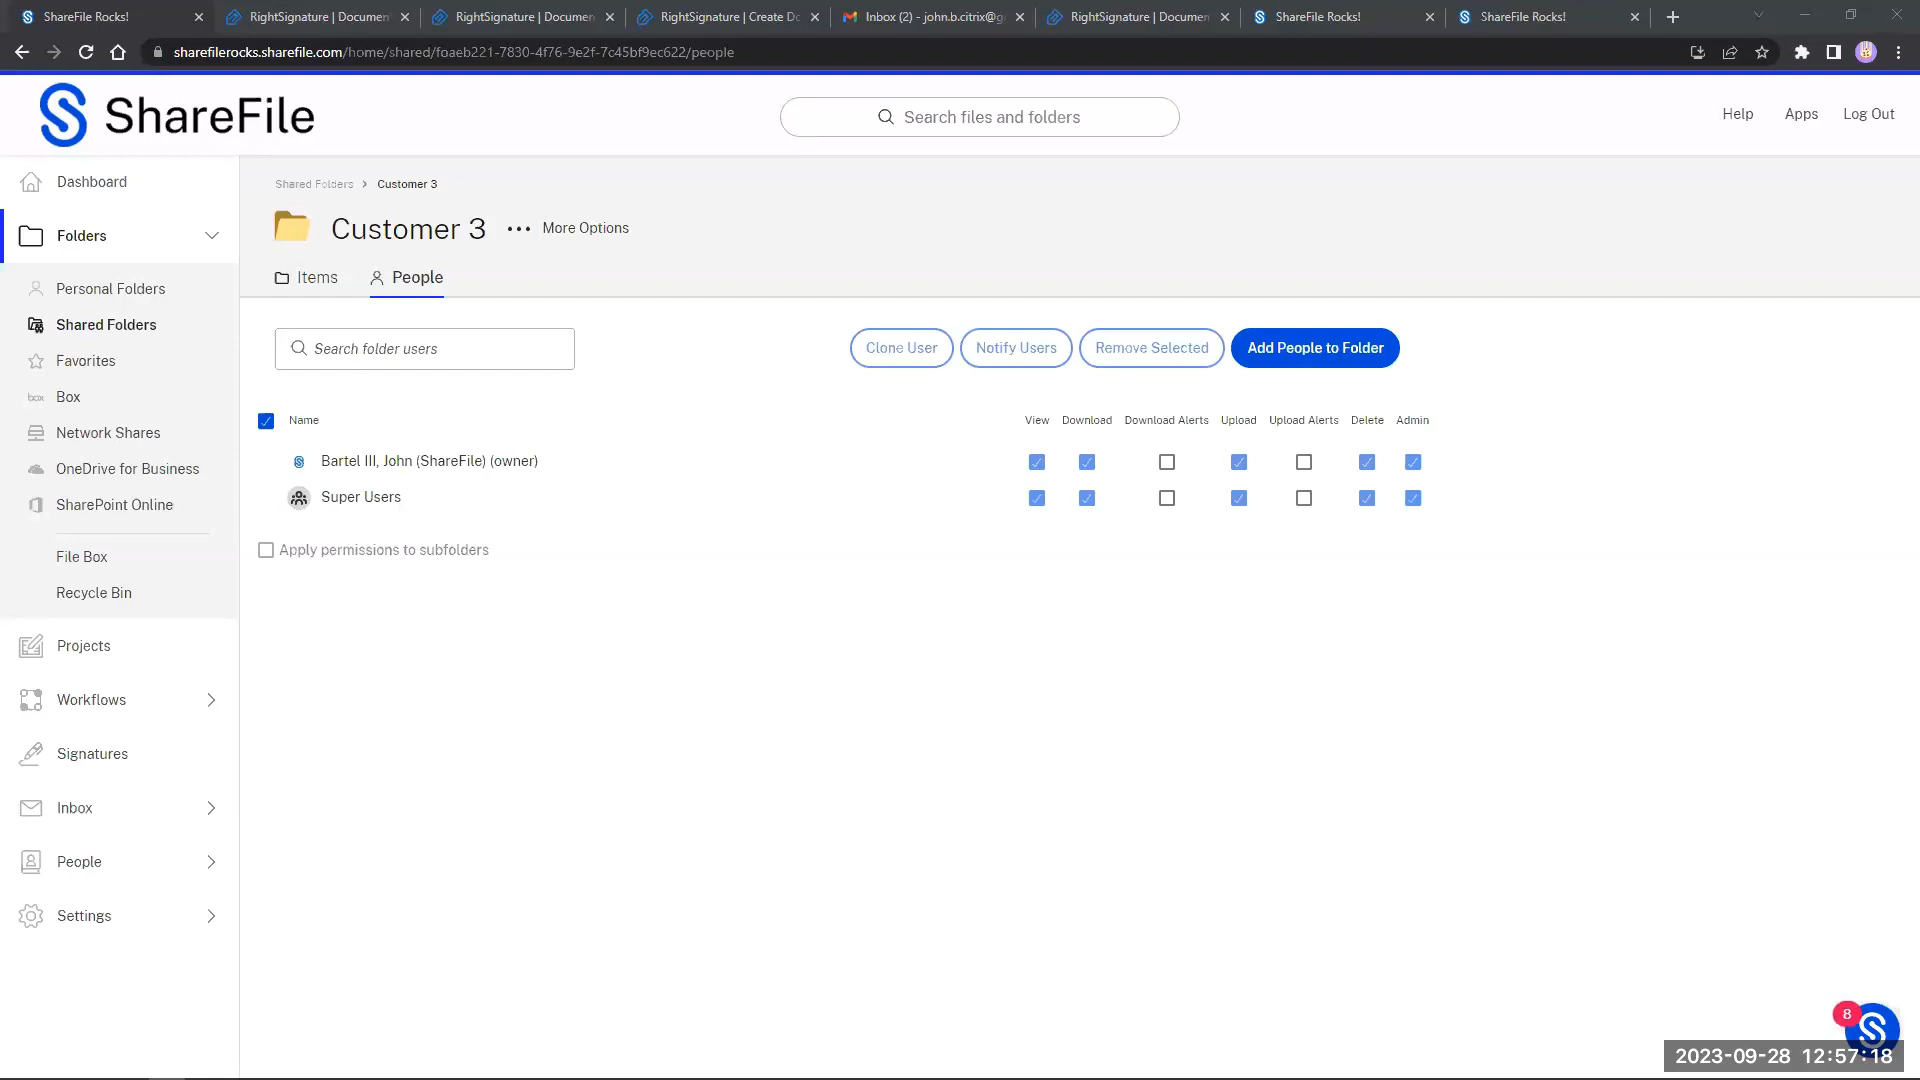 ShareFile Rocks!
RightSignature | Documen
RightSignature | Documen
RightSignature | Create Do
Inbox (2) - john.b.citrix@g
RightSignature | Documen
ShareFile Rocks!
ShareFile Rocks!
sharefilerocks.sharefile.com/home/shared/foaeb221-7830-4f76-9e2f-7c45bf9ec622/people
ShareFile
Search files and folders
Help
Apps
Log Out
Dashboard
Folders
Personal Folders
Shared Folders
Favorites
box
Box
Network Shares
OneDrive for Business
SharePoint Online
File Box
Recycle Bin
Projects
Workflows
Signatures
Inbox
People
Settings
Shared Folders > Customer 3
Customer 3
More Options
Items
People
Search folder users
Clone User
Notify Users
Remove Selected
Add People to Folder
Name
View
Download
Download Alerts
Upload
Upload Alerts
Delete
Admin
Bartel III, John (ShareFile) (owner)
Super Users
Apply permissions to subfolders
8
2023-09-28 12:57:18